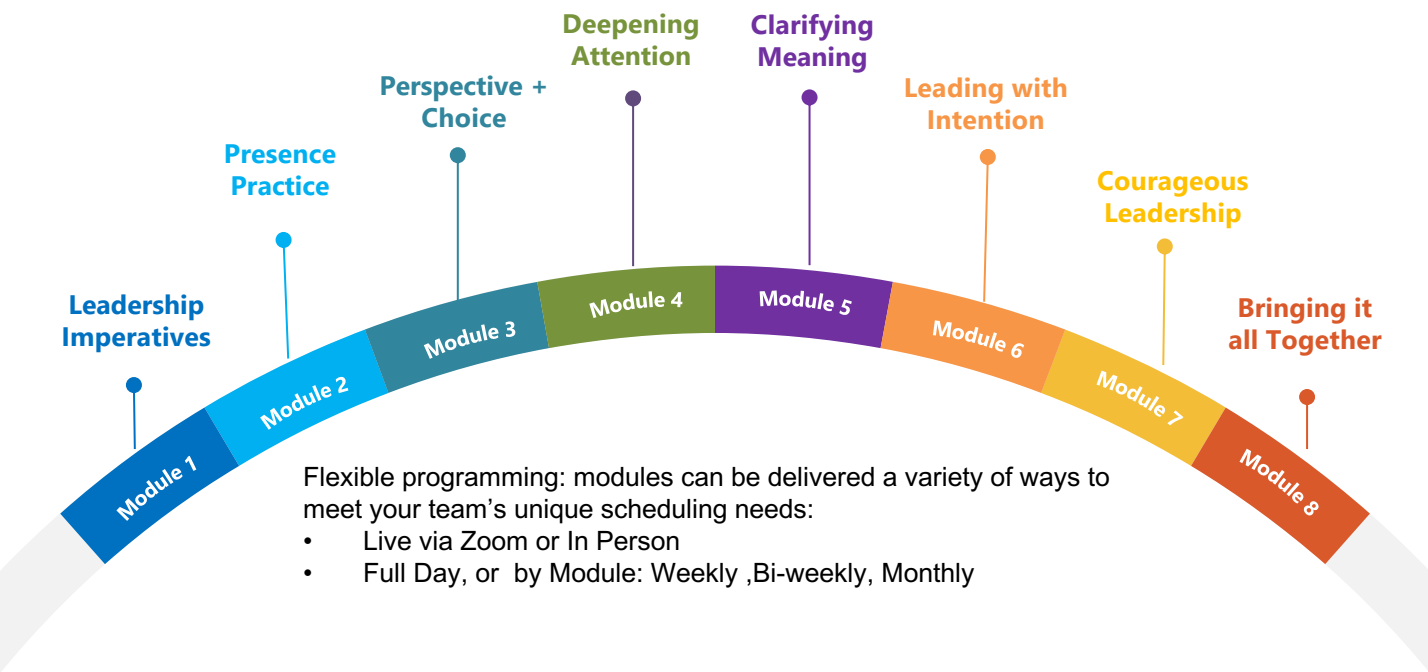 Leadership
Imperatives
Module 1
Presence
Practice
Module 2
Perspective +
Choice
Module 3
Deepening
Attention
Module 4
Clarifying
Meaning
Module 5
Leading with
Intention
Module 6
Courageous
Leadership
Module 7
Bringing it
all Together
Module 8
Flexible programming: modules can be delivered a variety of ways to
meet your team’s unique scheduling needs:
• Live via Zoom or In Person
• Full Day, or  by Module: Weekly ,Bi-weekly, Monthly